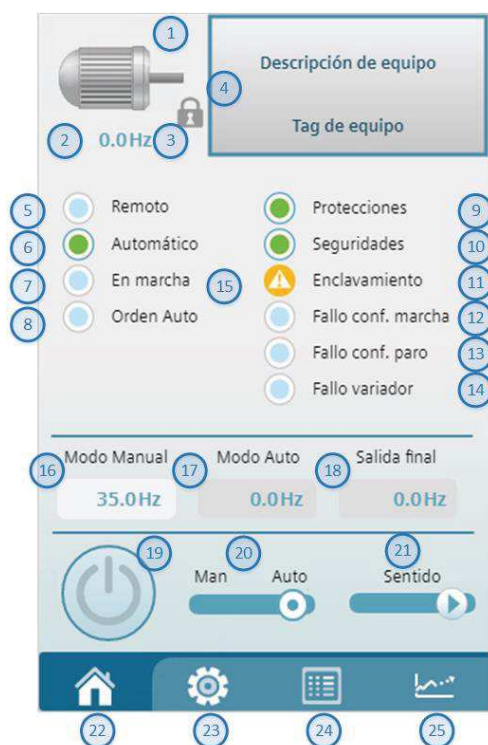 1
Descripción de equipo
4
Tag de equipo
2 0.0Hz 3
5 Remoto
Protecciones 9
6 Automático
Seguridades 10
7 En marcha 15
Enclavamiento 11
8 Orden Auto
Fallo conf. marcha 12
Fallo conf. paro 13
Fallo variador 14
Modo Manual Modo Auto Salida final
16 17 18
35.0Hz 0.0Hz 0.0Hz
19 20 21
Man Auto Sentido
22 23 24 25